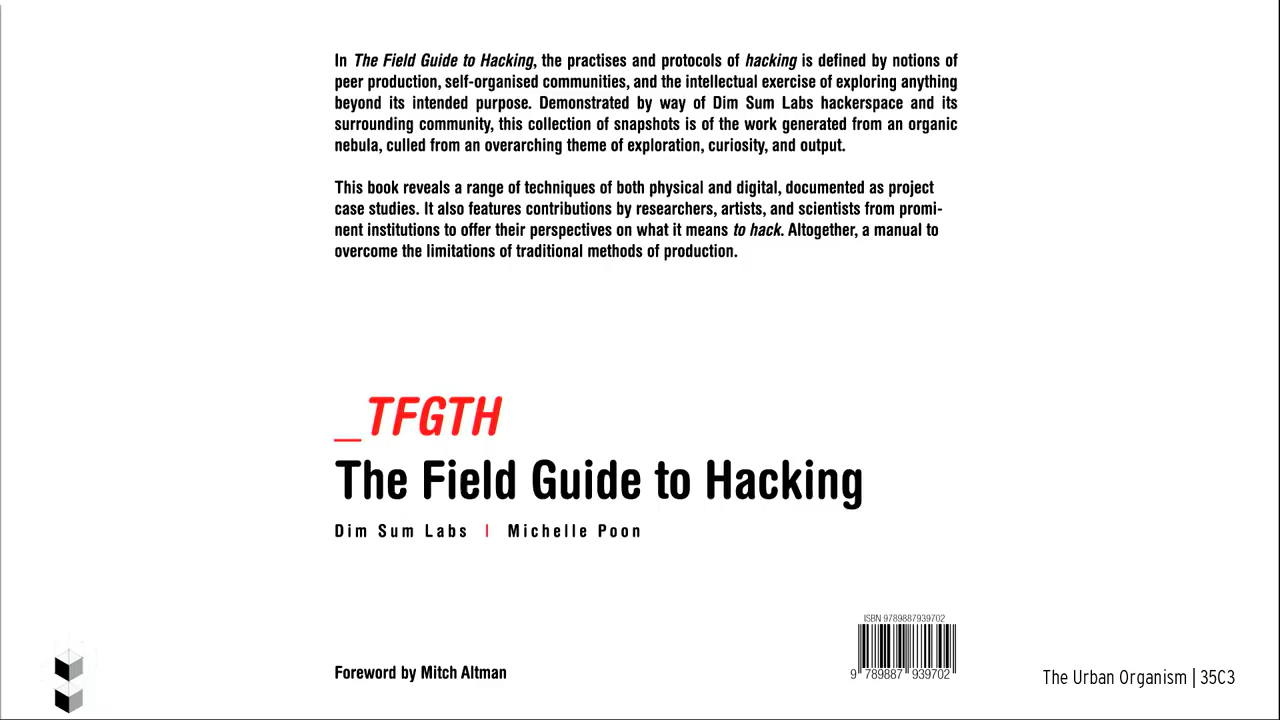 In The Field Guide to Hacking, the practises and protocols of hacking is defined by notions of
peer production, self-organised communities, and the intellectual exercise of exploring anything
beyond its intended purpose. Demonstrated by way of Dim Sum Labs hackerspace and its
surrounding community, this collection of snapshots is of the work generated from an organic
nebula, culled from an overarching theme of exploration, curiosity, and output.
This book reveals a range of techniques of both physical and digital, documented as project
case studies. It also features contributions by researchers, artists, and scientists from promi-
nent institutions to offer their perspectives on what it means to hack. Altogether, a manual to
overcome the limitations of traditional methods of production.
_TFGTH
The Field Guide to Hacking
Dim Sum Labs | Michelle Poon
ISBN 9789887939702
9 789887 939702
Foreword by Mitch Altman
The Urban Organism | 35C3